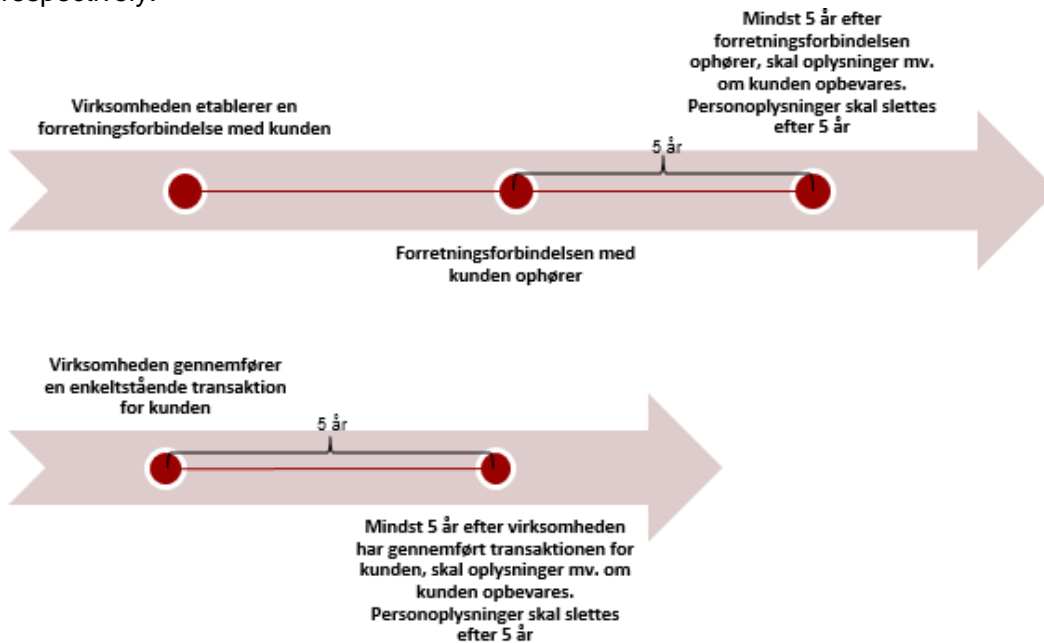 respectively.
Mindst 5 år efter
forretningsforbindelsen
ophører, skal oplysninger mv.
om kunden opbevares.
Personoplysninger skal slettes
efter 5 år
Virksomheden etablerer en
forretningsforbindelse med kunden
5 år
Forretningsforbindelsen med
kunden ophører
Virksomheden gennemfører
en enkeltstående transaktion
for kunden
5 år
Mindst 5 år efter virksomheden
har gennemført transaktionen for
kunden, skal oplysninger mv. om
kunden opbevares.
Personoplysninger skal slettes
efter 5 år